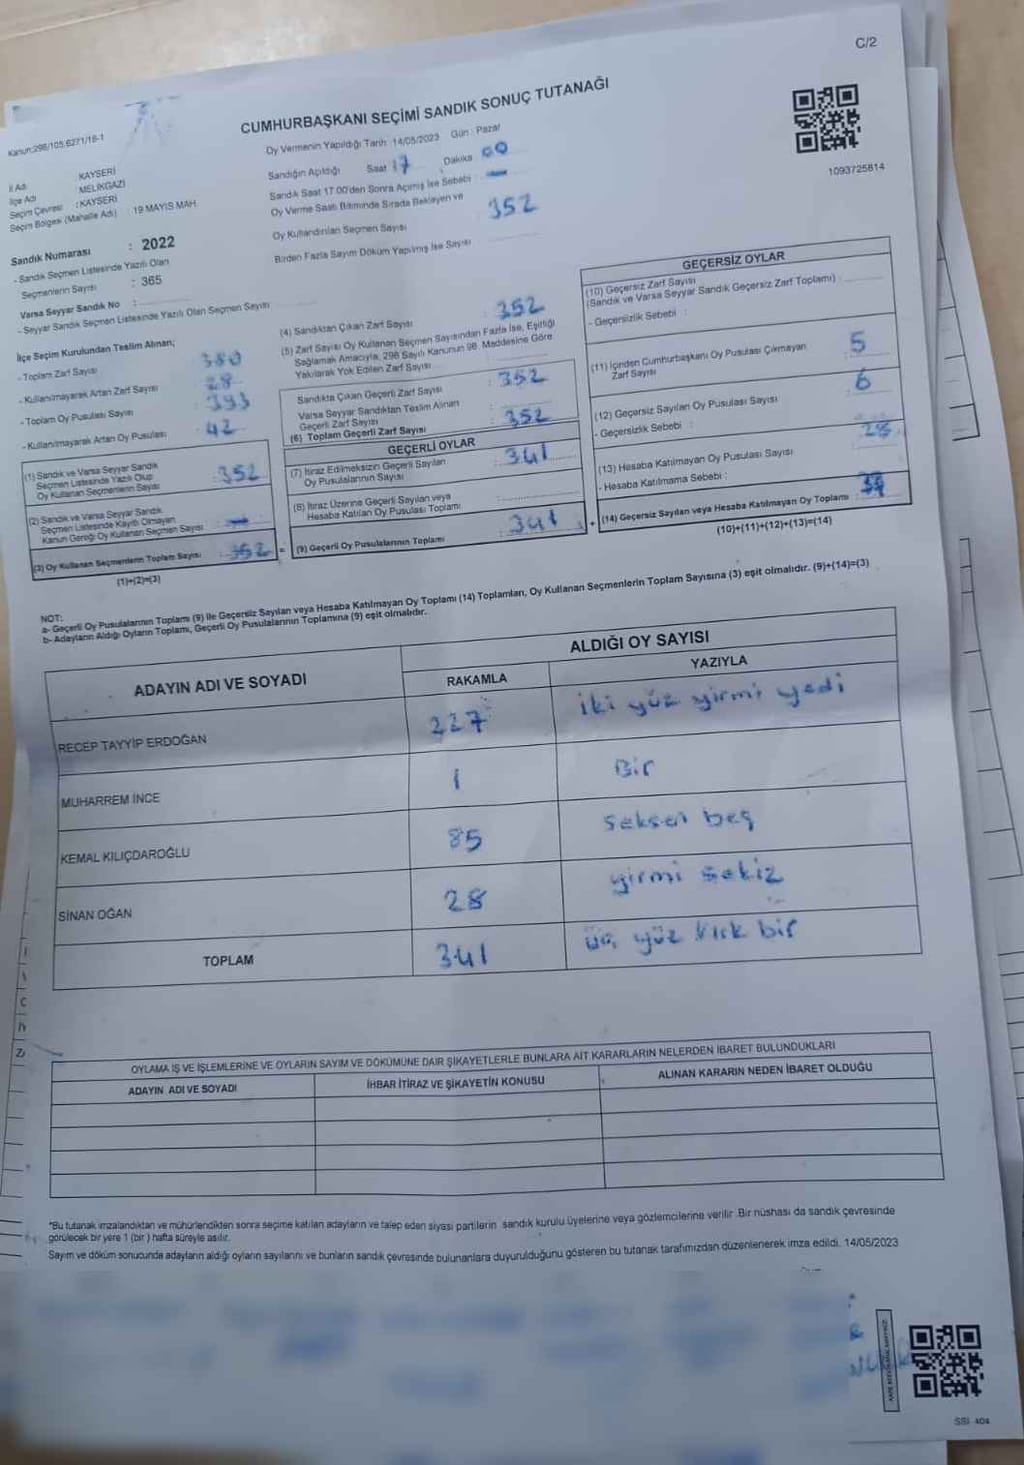 C/2
CUMHURBAŞKANI SEÇİMİ SANDIK SONUÇ TUTANAĞI
Kanun:298/105,6271/18-1
Oy Vermenin Yapıldığı Tarih: 14/05/2023 Gün : Pazar
Sandığın Açıldığı Saat 17 Dakika 00
Sandık Saat 17.00'den Sonra Açılmış İse Sebebi :
Oy Verme Saati Bitiminde Sırada Bekleyen ve
Oy Kullandırılan Seçmen Sayısı 352
Birden Fazla Sayım Döküm Yapılmış İse Sayısı
1093725814
İl Adı : KAYSERİ
İlçe Adı : MELİKGAZİ
Seçim Çevresi : KAYSERİ
Seçim Bölgesi (Mahalle Adı) : 19 MAYIS MAH.
Sandık Numarası : 2022
- Sandık Seçmen Listesinde Yazılı Olan
Seçmenlerin Sayısı : 365
Varsa Seyyar Sandık No :
- Seyyar Sandık Seçmen Listesinde Yazılı Olan Seçmen Sayısı
İlçe Seçim Kurulundan Teslim Alınan;
- Toplam Zarf Sayısı : 380
- Kullanılmayarak Artan Zarf Sayısı : 28
- Toplam Oy Pusulası Sayısı : 393
- Kullanılmayarak Artan Oy Pusulası : 42
(1) Sandık ve Varsa Seyyar Sandık
Seçmen Listesinde Yazılı Olup
Oy Kullanan Seçmenlerin Sayısı : 352
(2) Sandık ve Varsa Seyyar Sandık
Seçmen Listesinde Kayıtlı Olmayan
Kanun Gereği Oy Kullanan Seçmen Sayısı :
(3) Oy Kullanan Seçmenlerin Toplam Sayısı : 352 =
(1)+(2)=(3)
(4) Sandıktan Çıkan Zarf Sayısı : 352
(5) Zarf Sayısı Oy Kullanan Seçmen Sayısından Fazla İse, Eşitliği
Sağlamak Amacıyla, 298 Sayılı Kanunun 98. Maddesine Göre
Yakılarak Yok Edilen Zarf Sayısı
Sandıkta Çıkan Geçerli Zarf Sayısı : 352
Varsa Seyyar Sandıktan Teslim Alınan
Geçerli Zarf Sayısı
(6) Toplam Geçerli Zarf Sayısı : 352
GEÇERLİ OYLAR
(7) İtiraz Edilmeksizin Geçerli Sayılan
Oy Pusulalarının Sayısı : 341
(8) İtiraz Üzerine Geçerli Sayılan veya
Hesaba Katılan Oy Pusulası Toplamı
(9) Geçerli Oy Pusulalarının Toplamı : 341 +
GEÇERSİZ OYLAR
(10) Geçersiz Zarf Sayısı
(Sandık ve Varsa Seyyar Sandık Geçersiz Zarf Toplamı) :
- Geçersizlik Sebebi :
(11) İçinden Cumhurbaşkanı Oy Pusulası Çıkmayan
Zarf Sayısı 5
(12) Geçersiz Sayılan Oy Pusulası Sayısı 6
- Geçersizlik Sebebi :
(13) Hesaba Katılmayan Oy Pusulası Sayısı
- Hesaba Katılmama Sebebi :
(14) Geçersiz Sayılan veya Hesaba Katılmayan Oy Toplamı
(10)+(11)+(12)+(13)=(14)
NOT:
a- Geçerli Oy Pusulalarının Toplamı (9) ile Geçersiz Sayılan veya Hesaba Katılmayan Oy Toplamı (14) Toplamları, Oy Kullanan Seçmenlerin Toplam Sayısına (3) eşit olmalıdır. (9)+(14)=(3)
b- Adayların Aldığı Oyların Toplamı, Geçerli Oy Pusulalarının Toplamına (9) eşit olmalıdır.
ADAYIN ADI VE SOYADI
ALDIĞI OY SAYISI
RAKAMLA YAZIYLA
RECEP TAYYİP ERDOĞAN 227 iki yüz yirmi yedi
MUHARREM İNCE 1 Bir
KEMAL KILIÇDAROĞLU 85 seksen beş
SİNAN OĞAN 28 yirmi sekiz
TOPLAM 341 üç yüz kırk bir
OYLAMA İŞ VE İŞLEMLERİNE VE OYLARIN SAYIM VE DÖKÜMÜNE DAİR ŞİKAYETLERLE BUNLARA AİT KARARLARIN NELERDEN İBARET BULUNDUKLARI
ADAYIN ADI VE SOYADI İHBAR İTİRAZ VE ŞİKAYETİN KONUSU ALINAN KARARIN NEDEN İBARET OLDUĞU
*Bu tutanak imzalandıktan ve mühürlendikten sonra seçime katılan adayların ve talep eden siyasi partilerin sandık kurulu üyelerine veya gözlemcilerine verilir. Bir nüshası da sandık çevresinde
görülecek bir yere 1 (bir) hafta süreyle asılır.
Sayım ve döküm sonucunda adayların aldığı oyların sayılarını ve bunların sandık çevresinde bulunanlara duyurulduğunu gösteren bu tutanak tarafımızdan düzenlenerek imza edildi. 14/05/2023
SSI 404